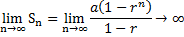 lim_{n→∞} S_n = lim_{n→∞} a(1 − r^n)/(1 − r) → ∞